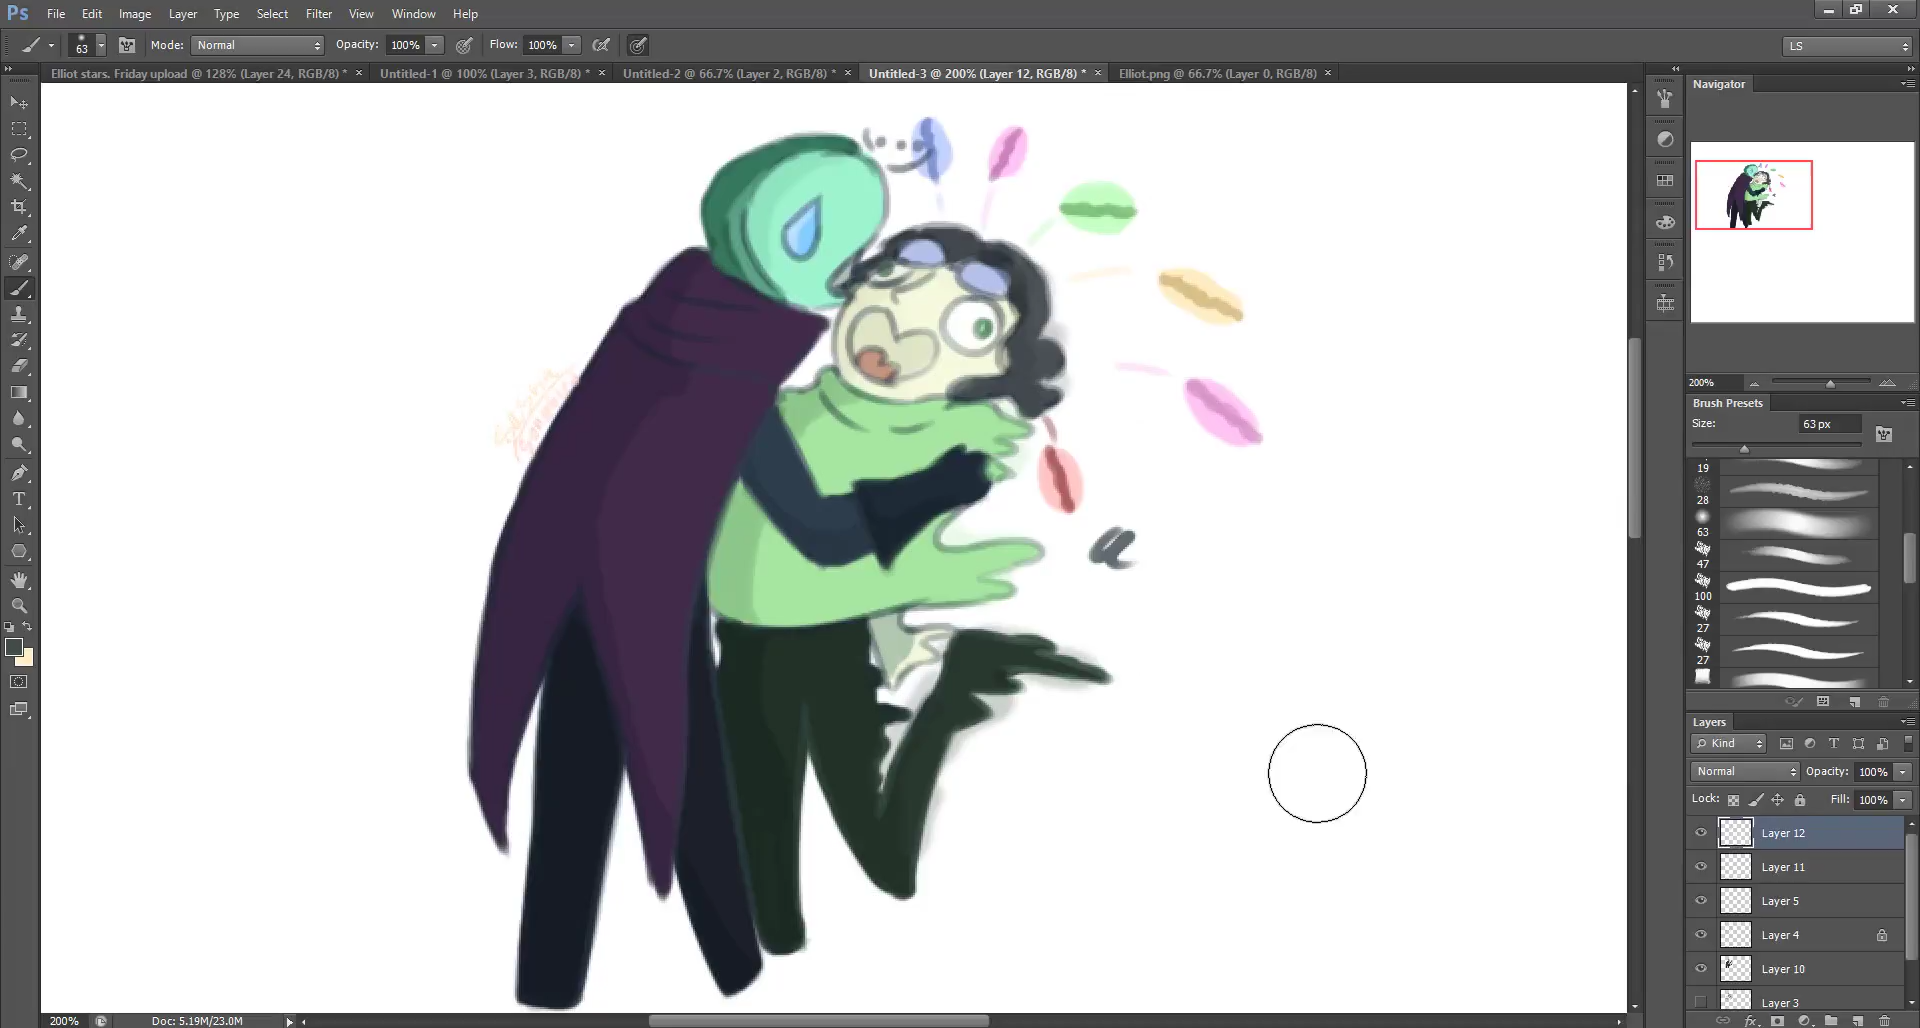 Ps File Edit Image Layer Type Select Filter View Window Help
63 Mode: Normal Opacity: 100% Flow: 100% LS
Elliot stars. Friday upload @ 128% (Layer 24, RGB/8) * × Untitled-1 @ 100% (Layer 3, RGB/8) * × Untitled-2 @ 66.7% (Layer 2, RGB/8) * × Untitled-3 @ 200% (Layer 12, RGB/8) * × Elliot.png @ 66.7% (Layer 0, RGB/8) ×
Navigator
200%
Brush Presets
Size: 63 px
19
28
63
47
100
27
27
Layers
Kind T
Normal Opacity: 100%
Lock: Fill: 100%
Layer 12
Layer 11
Layer 5
Layer 4
Layer 10
Layer 3
fx
200% Doc: 5.19M/23.0M